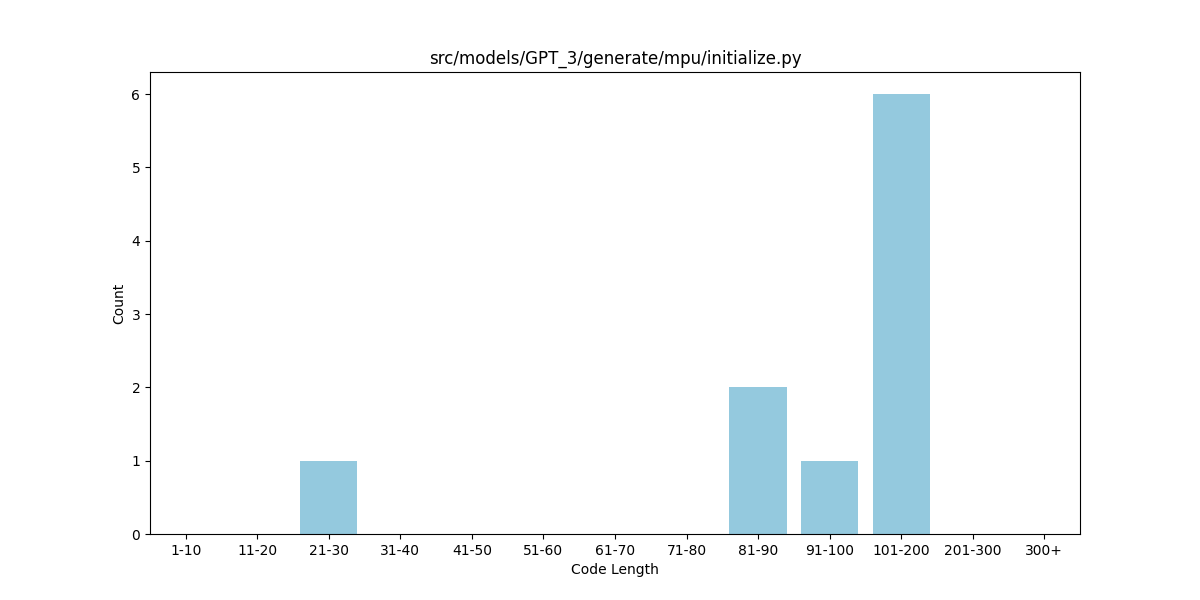 src/models/GPT_3/generate/mpu/initialize.py
6
5
4
3
2
1
0
Count
1-10 11-20 21-30 31-40 41-50 51-60 61-70 71-80 81-90 91-100 101-200 201-300 300+
Code Length